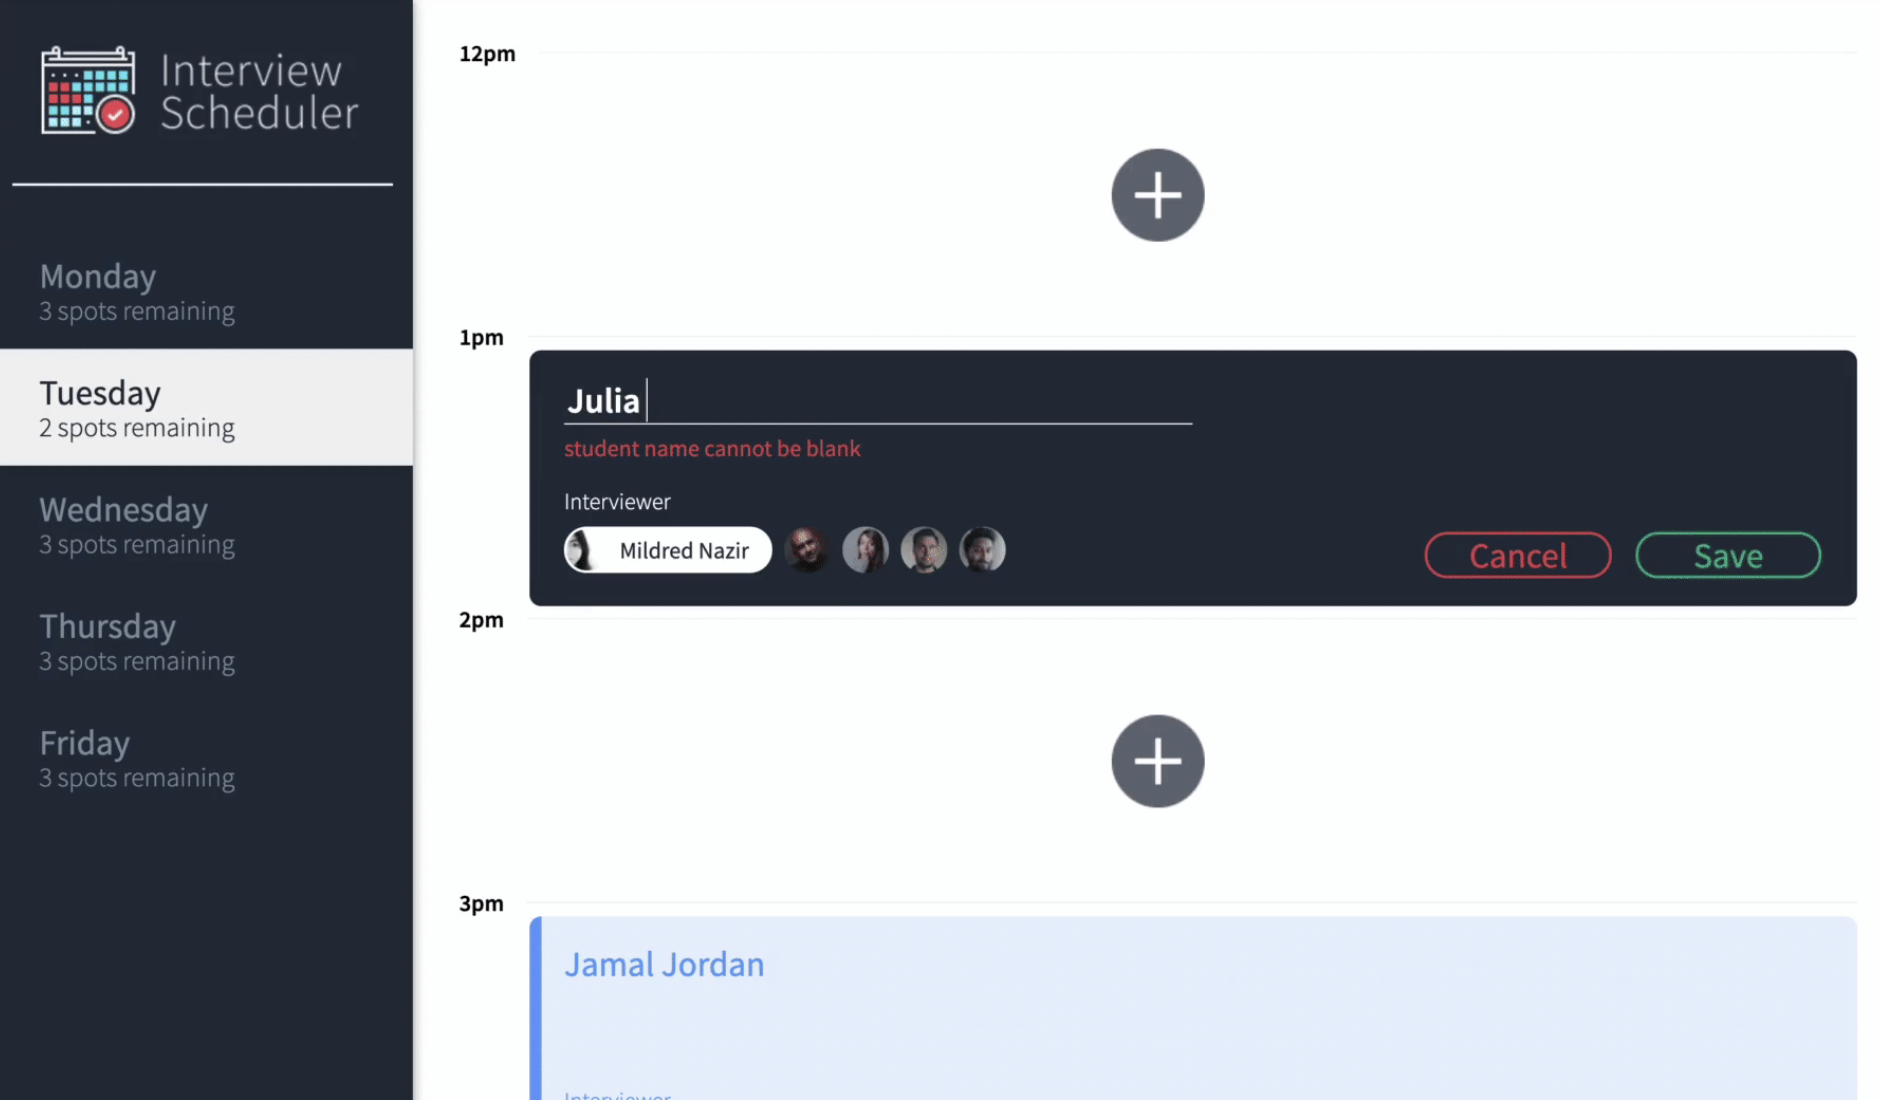 Interview
Scheduler
Monday
3 spots remaining
Tuesday
2 spots remaining
Wednesday
3 spots remaining
Thursday
3 spots remaining
Friday
3 spots remaining
12pm
1pm
Julia
student name cannot be blank
Interviewer
Mildred Nazir
Cancel
Save
2pm
3pm
Jamal Jordan
Interviewer